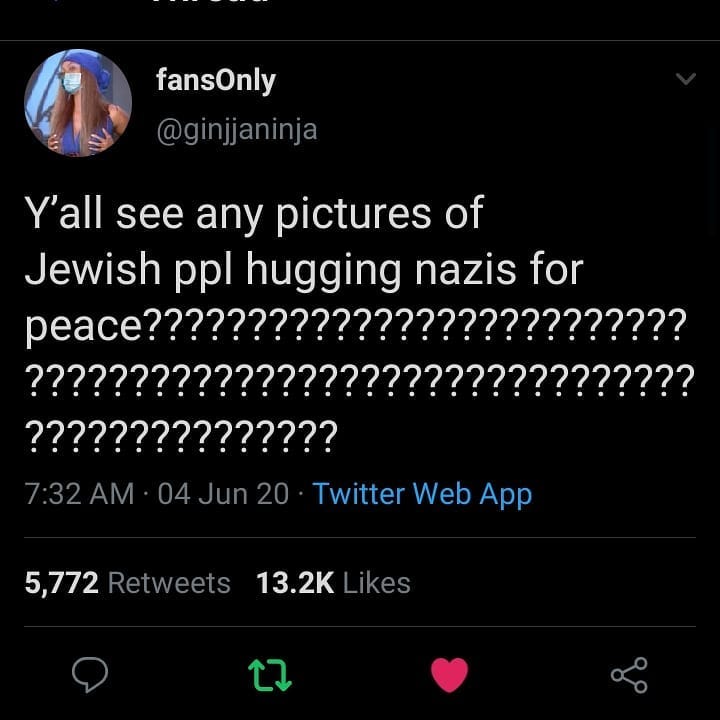 fansOnly
@ginjjaninja
Y'all see any pictures of
Jewish ppl hugging nazis for
peace??????????????????????????
????????????????????????????????
???????????????
7:32 AM · 04 Jun 20 · Twitter Web App
5,772 Retweets 13.2K Likes